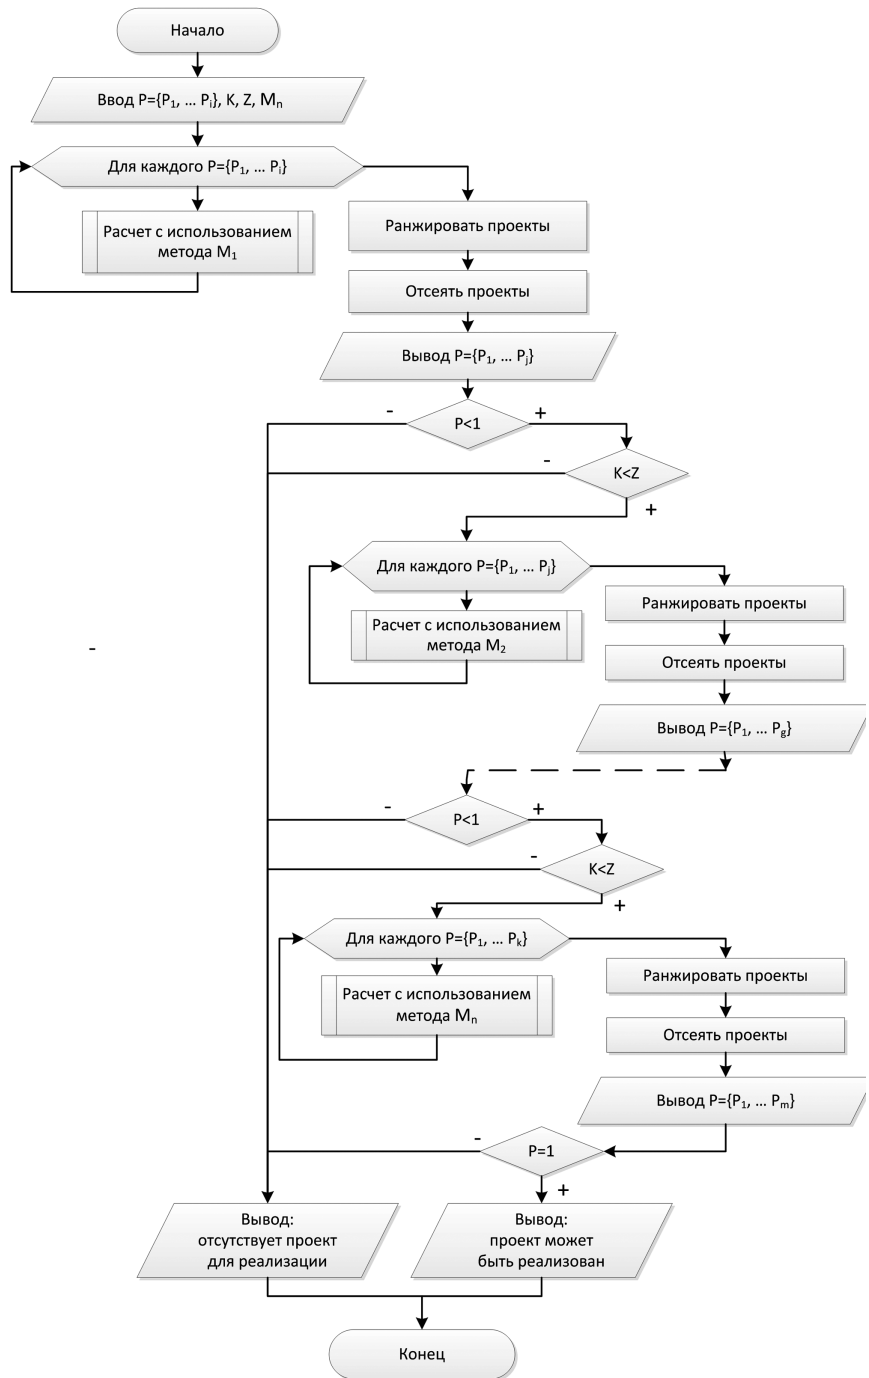 Начало
Ввод P={P₁, ... Pᵢ}, K, Z, Mₙ
Для каждого P={P₁, ... Pᵢ}
Расчет с использованием
метода M₁
Ранжировать проекты
Отсеять проекты
Вывод P={P₁, ... Pⱼ}
-
P<1
+
-
K<Z
+
Для каждого P={P₁, ... Pⱼ}
Расчет с использованием
метода M₂
Ранжировать проекты
-
Отсеять проекты
Вывод P={P₁, ... P_g}
-
P<1
+
-
K<Z
+
Для каждого P={P₁, ... Pₖ}
Расчет с использованием
метода Mₙ
Ранжировать проекты
Отсеять проекты
Вывод P={P₁, ... Pₘ}
-
P=1
+
Вывод:
отсутствует проект
для реализации
Вывод:
проект может
быть реализован
Конец